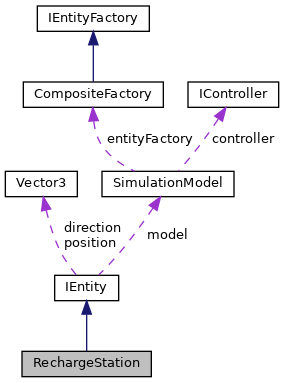 IEntityFactory
CompositeFactory
IController
entityFactory
controller
Vector3
SimulationModel
direction
position
model
IEntity
RechargeStation